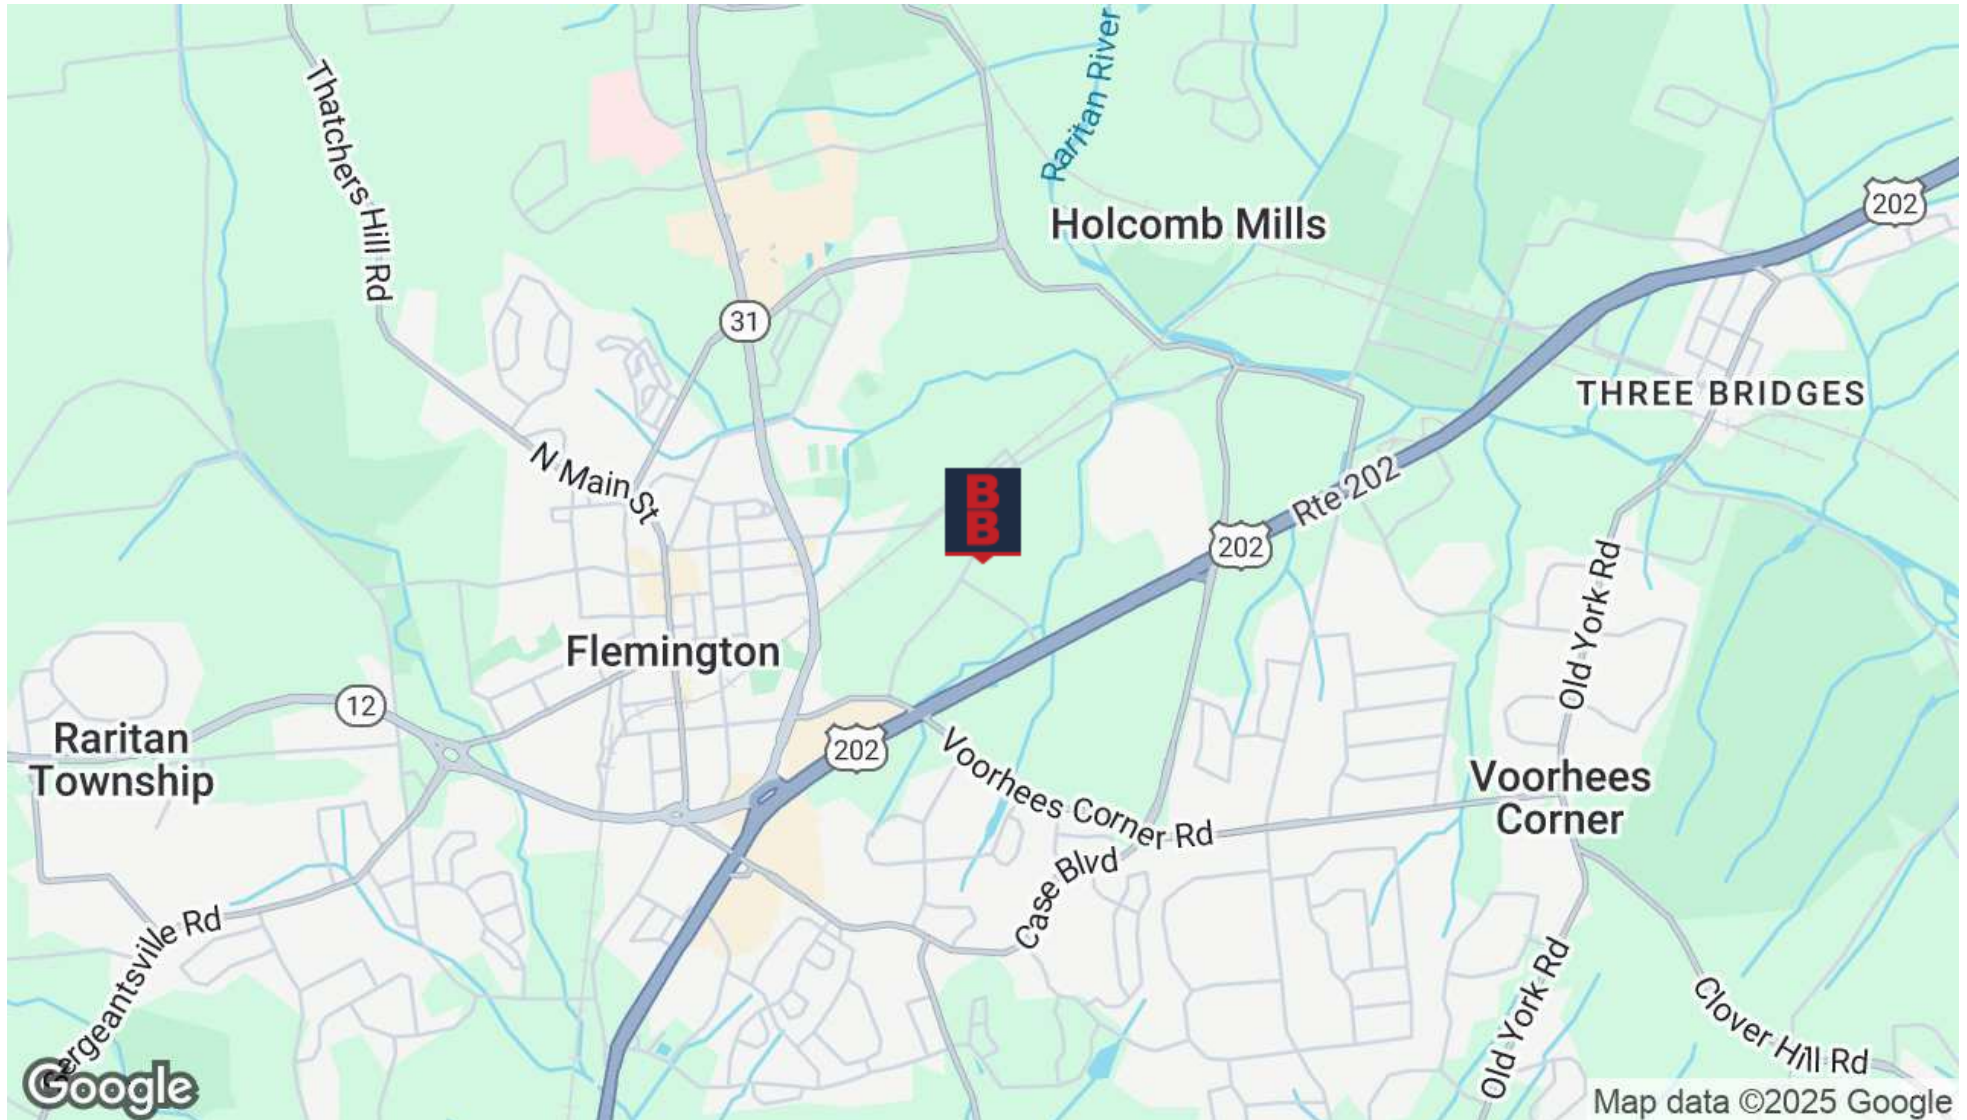 Thatchers Hill Rd
Raritan River
202
Holcomb Mills
31
THREE BRIDGES
N Main St
B
B
Rte 202
202
Old York Rd
Flemington
12
Raritan
Township
202
Voorhees Corner Rd
Voorhees
Corner
Case Blvd
Sergeantsville Rd
Old York Rd
Clover Hill Rd
Google
Map data ©2025 Google